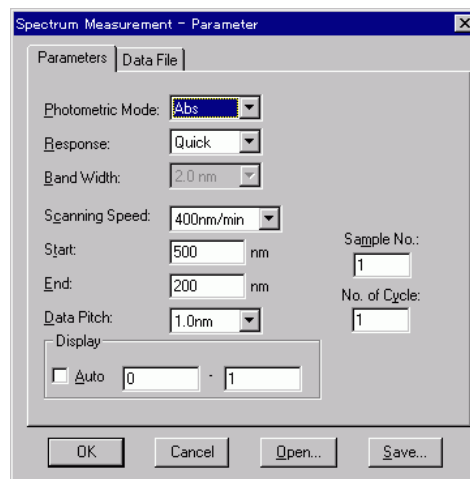 Spectrum Measurement - Parameter
Parameters Data File
Photometric Mode: Abs
Response: Quick
Band Width: 2.0 nm
Scanning Speed: 400nm/min
Start: 500 nm
Sample No.:
1
End: 200 nm
No. of Cycle:
Data Pitch: 1.0nm 1
Display
Auto 0 - 1
OK Cancel Open... Save...